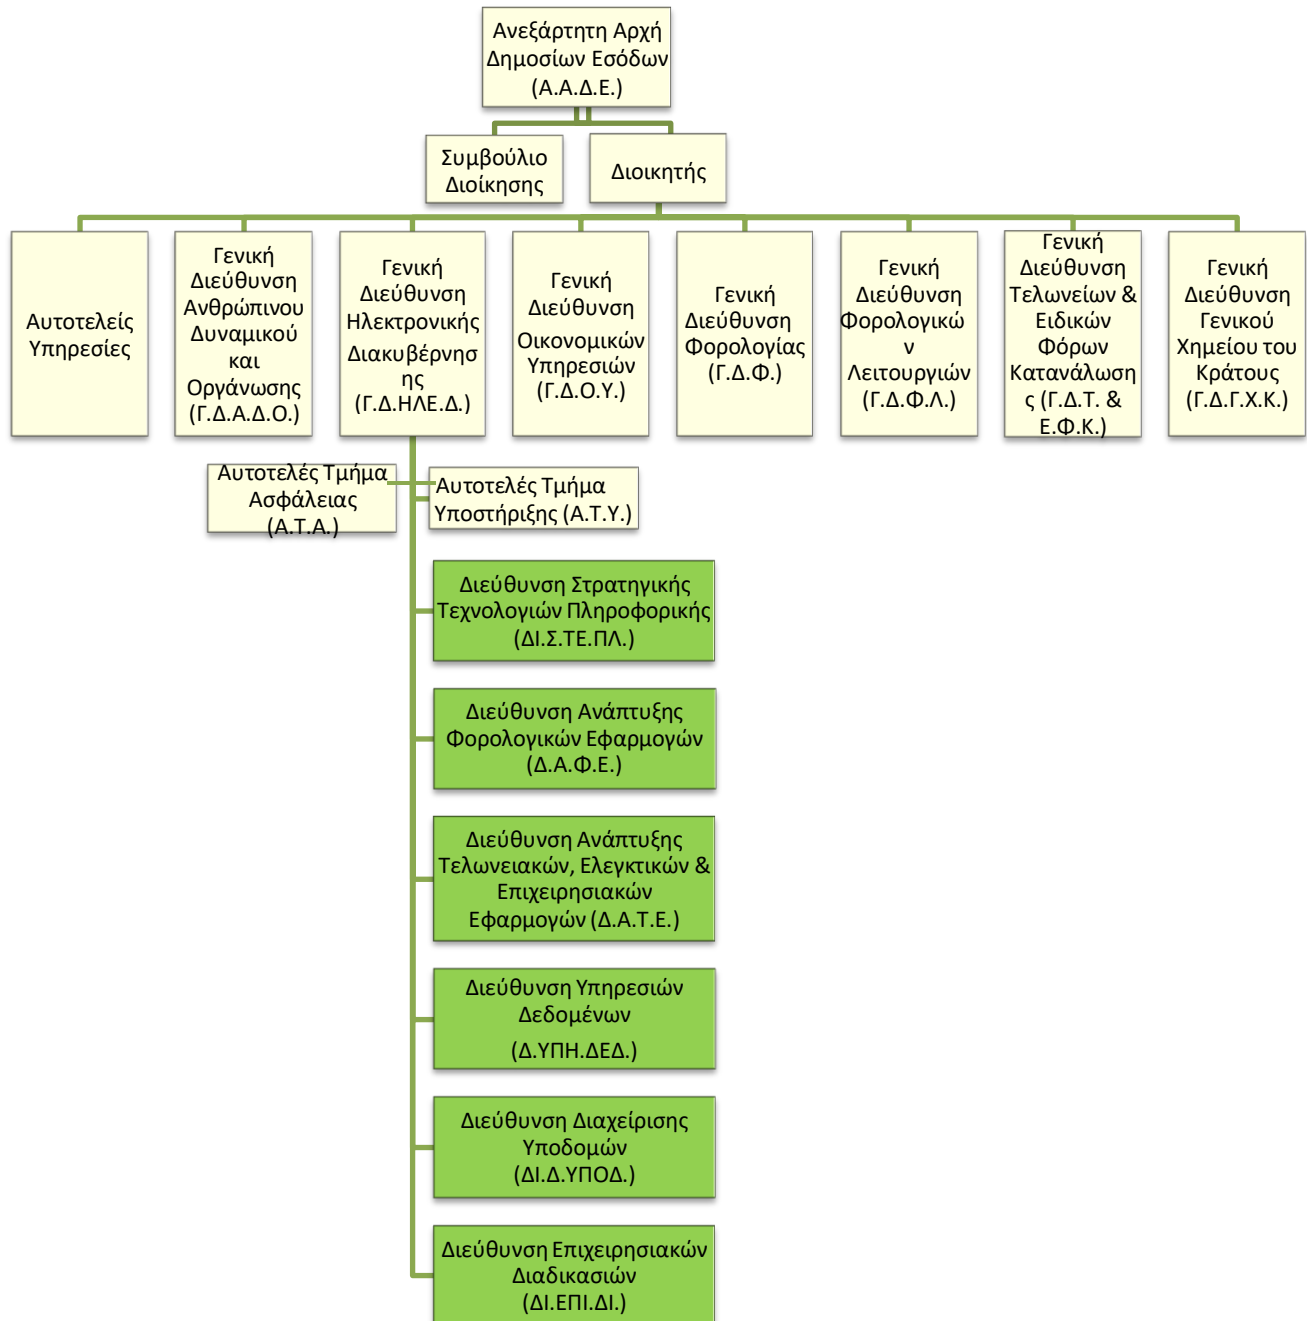 Ανεξάρτητη Αρχή
Δημοσίων Εσόδων
(Α.Α.Δ.Ε.)
Συμβούλιο
Διοίκησης
Διοικητής
Αυτοτελείς
Υπηρεσίες
Γενική
Διεύθυνση
Ανθρώπινου
Δυναμικού
και
Οργάνωσης
(Γ.Δ.Α.Δ.Ο.)
Γενική
Διεύθυνση
Ηλεκτρονικής
Διακυβέρνησ
ης
(Γ.Δ.ΗΛΕ.Δ.)
Γενική
Διεύθυνση
Οικονομικών
Υπηρεσιών
(Γ.Δ.Ο.Υ.)
Γενική
Διεύθυνση
Φορολογίας
(Γ.Δ.Φ.)
Γενική
Διεύθυνση
Φορολογικώ
ν
Λειτουργιών
(Γ.Δ.Φ.Λ.)
Γενική
Διεύθυνση
Τελωνείων &
Ειδικών
Φόρων
Κατανάλωση
ς (Γ.Δ.Τ. &
Ε.Φ.Κ.)
Γενική
Διεύθυνση
Γενικού
Χημείου του
Κράτους
(Γ.Δ.Γ.Χ.Κ.)
Αυτοτελές Τμήμα
Ασφάλειας
(Α.Τ.Α.)
Αυτοτελές Τμήμα
Υποστήριξης (Α.Τ.Υ.)
Διεύθυνση Στρατηγικής
Τεχνολογιών Πληροφορικής
(ΔΙ.Σ.ΤΕ.ΠΛ.)
Διεύθυνση Ανάπτυξης
Φορολογικών Εφαρμογών
(Δ.Α.Φ.Ε.)
Διεύθυνση Ανάπτυξης
Τελωνειακών, Ελεγκτικών &
Επιχειρησιακών
Εφαρμογών (Δ.Α.Τ.Ε.)
Διεύθυνση Υπηρεσιών
Δεδομένων
(Δ.ΥΠΗ.ΔΕΔ.)
Διεύθυνση Διαχείρισης
Υποδομών
(ΔΙ.Δ.ΥΠΟΔ.)
Διεύθυνση Επιχειρησιακών
Διαδικασιών
(ΔΙ.ΕΠΙ.ΔΙ.)